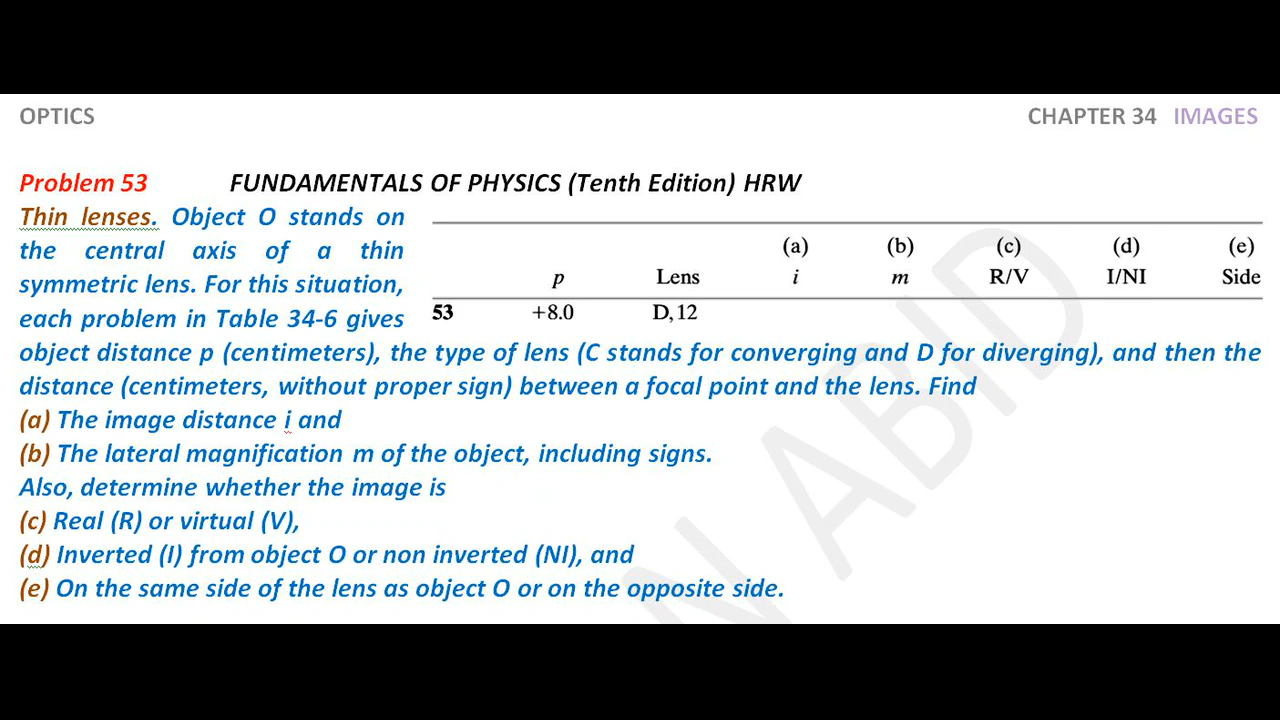 OPTICS CHAPTER 34 IMAGES
Problem 53 FUNDAMENTALS OF PHYSICS (Tenth Edition) HRW
Thin lenses. Object O stands on
the central axis of a thin
symmetric lens. For this situation,
each problem in Table 34-6 gives
(a) (b) (c) (d) (e)
p Lens i m R/V I/NI Side
53 +8.0 D, 12
object distance p (centimeters), the type of lens (C stands for converging and D for diverging), and then the
distance (centimeters, without proper sign) between a focal point and the lens. Find
(a) The image distance i and
(b) The lateral magnification m of the object, including signs.
Also, determine whether the image is
(c) Real (R) or virtual (V),
(d) Inverted (I) from object O or non inverted (NI), and
(e) On the same side of the lens as object O or on the opposite side.
N ABID